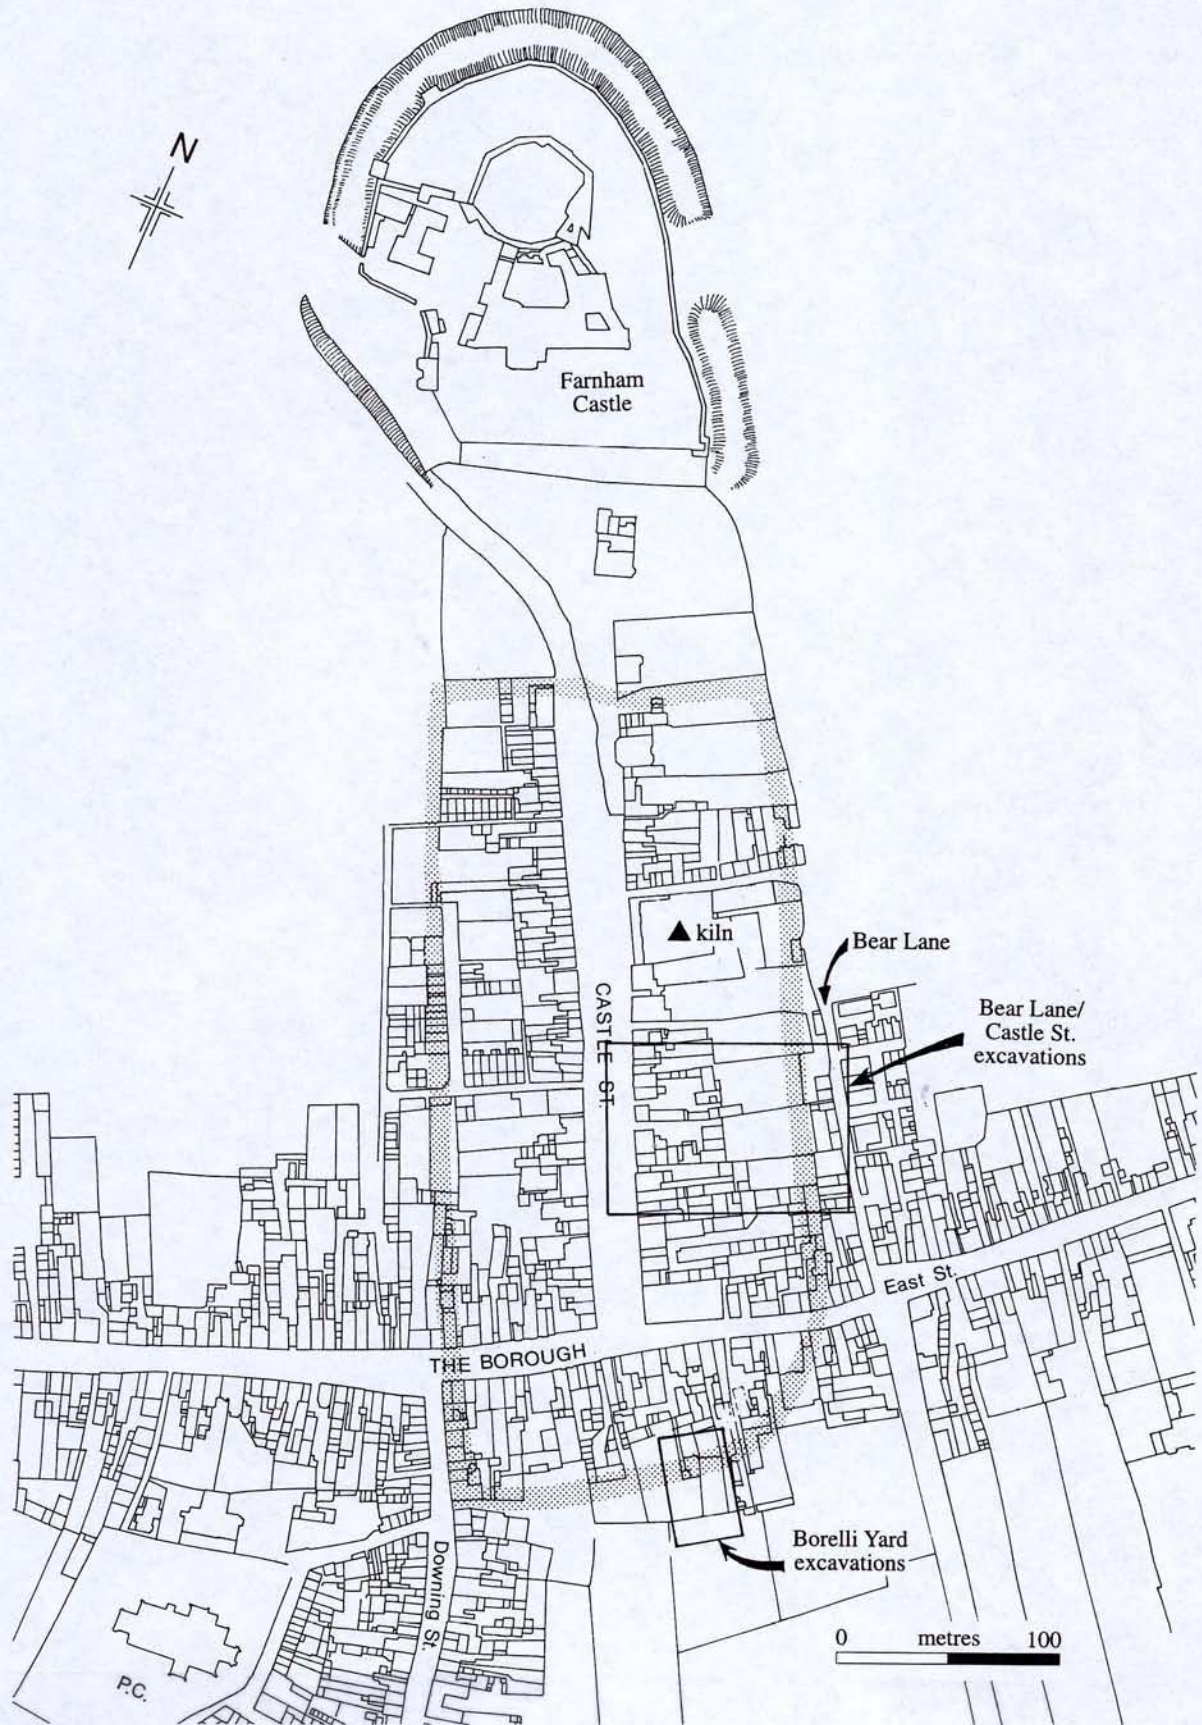 N
Farnham
Castle
kiln
Bear Lane
Bear Lane/
Castle St.
excavations
CASTLE ST.
East St.
THE BOROUGH
Borelli Yard
excavations
Downing St.
0 metres 100
P.C.